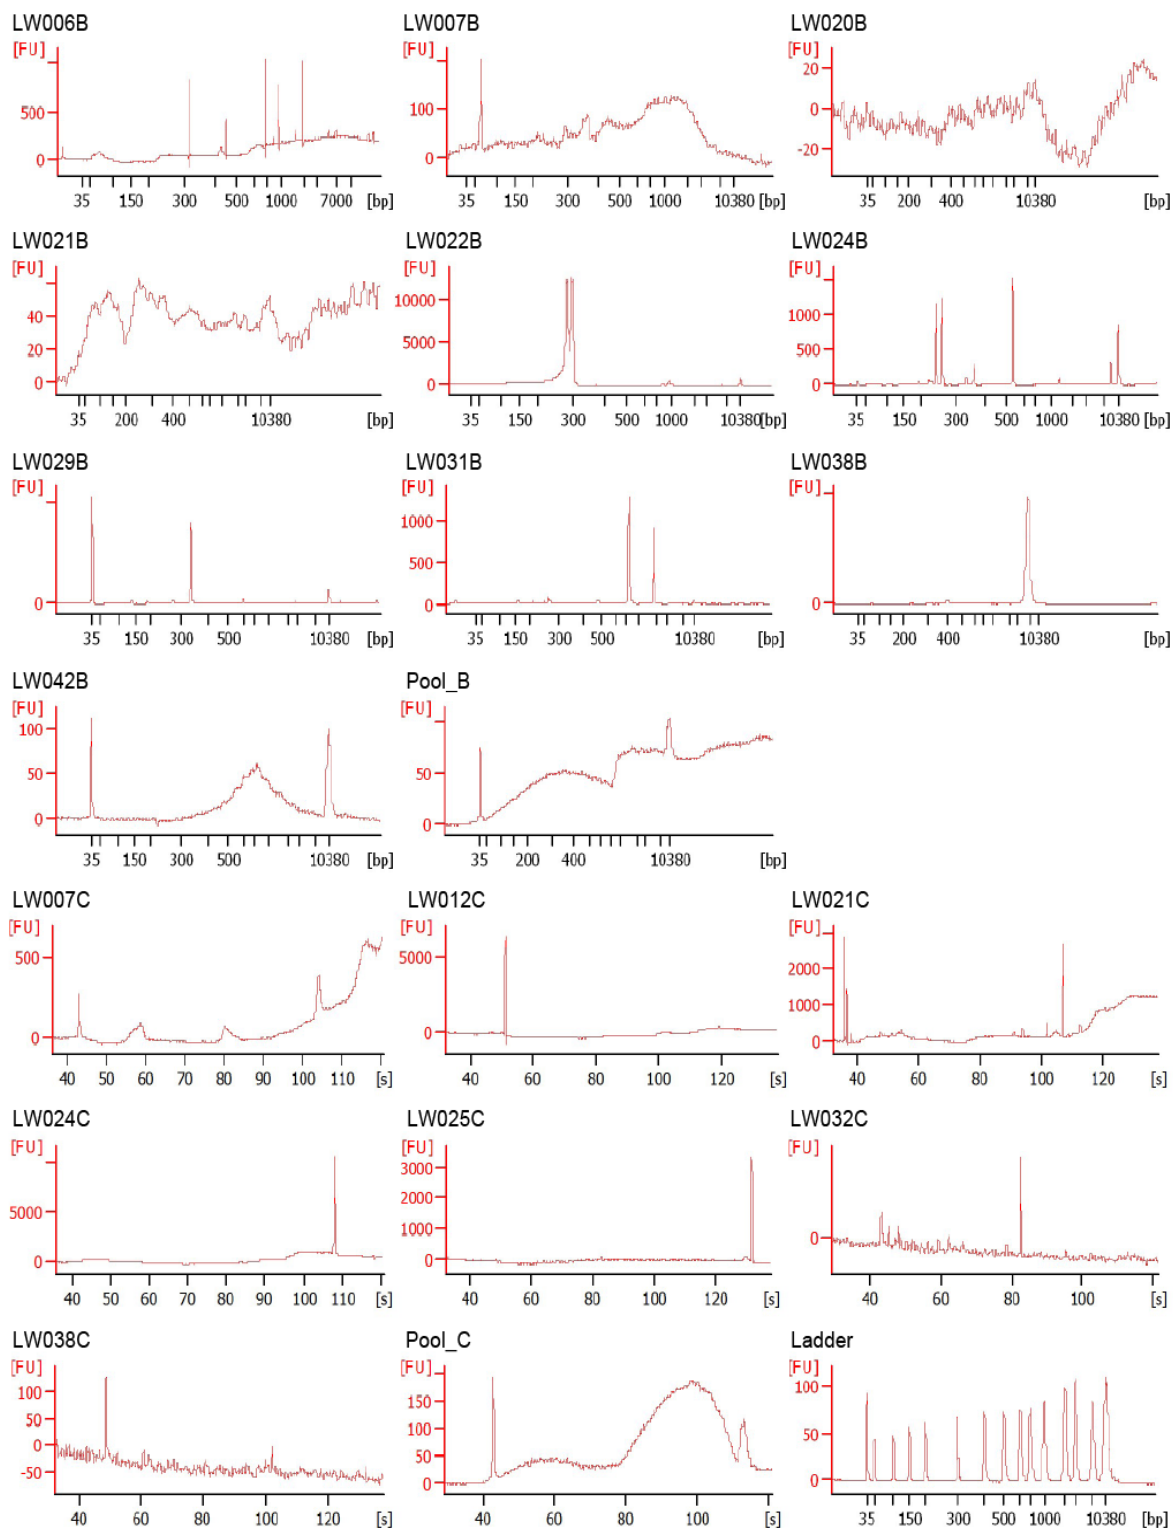 LW006B
[FU]
500
0
35 150 300 500 1000 7000 [bp]
LW007B
[FU]
100
0
35 150 300 500 1000 10380 [bp]
LW020B
[FU]
20
0
-20
35 200 400 10380 [bp]
LW021B
[FU]
40
20
0
35 200 400 10380 [bp]
LW022B
[FU]
10000
5000
0
35 150 300 500 1000 10380[bp]
LW024B
[FU]
1000
500
0
35 150 300 500 1000 10380 [bp]
LW029B
[FU]
0
35 150 300 500 10380 [bp]
LW031B
[FU]
1000
500
0
35 150 300 500 10380 [bp]
LW038B
[FU]
0
35 200 400 10380 [bp]
LW042B
[FU]
100
50
0
35 150 300 500 10380 [bp]
Pool_B
[FU]
50
0
35 200 400 10380 [bp]
LW007C
[FU]
500
0
40 50 60 70 80 90 100 110 [s]
LW012C
[FU]
5000
0
40 60 80 100 120 [s]
LW021C
[FU]
2000
1000
0
40 60 80 100 120 [s]
LW024C
[FU]
5000
0
40 50 60 70 80 90 100 110 [s]
LW025C
[FU]
3000
2000
1000
0
40 60 80 100 120 [s]
LW032C
[FU]
0
40 60 80 100 [s]
LW038C
[FU]
100
50
0
-50
40 60 80 100 120 [s]
Pool_C
[FU]
150
100
50
0
40 60 80 100 [s]
Ladder
[FU]
100
50
0
35 150 300 500 1000 10380 [bp]